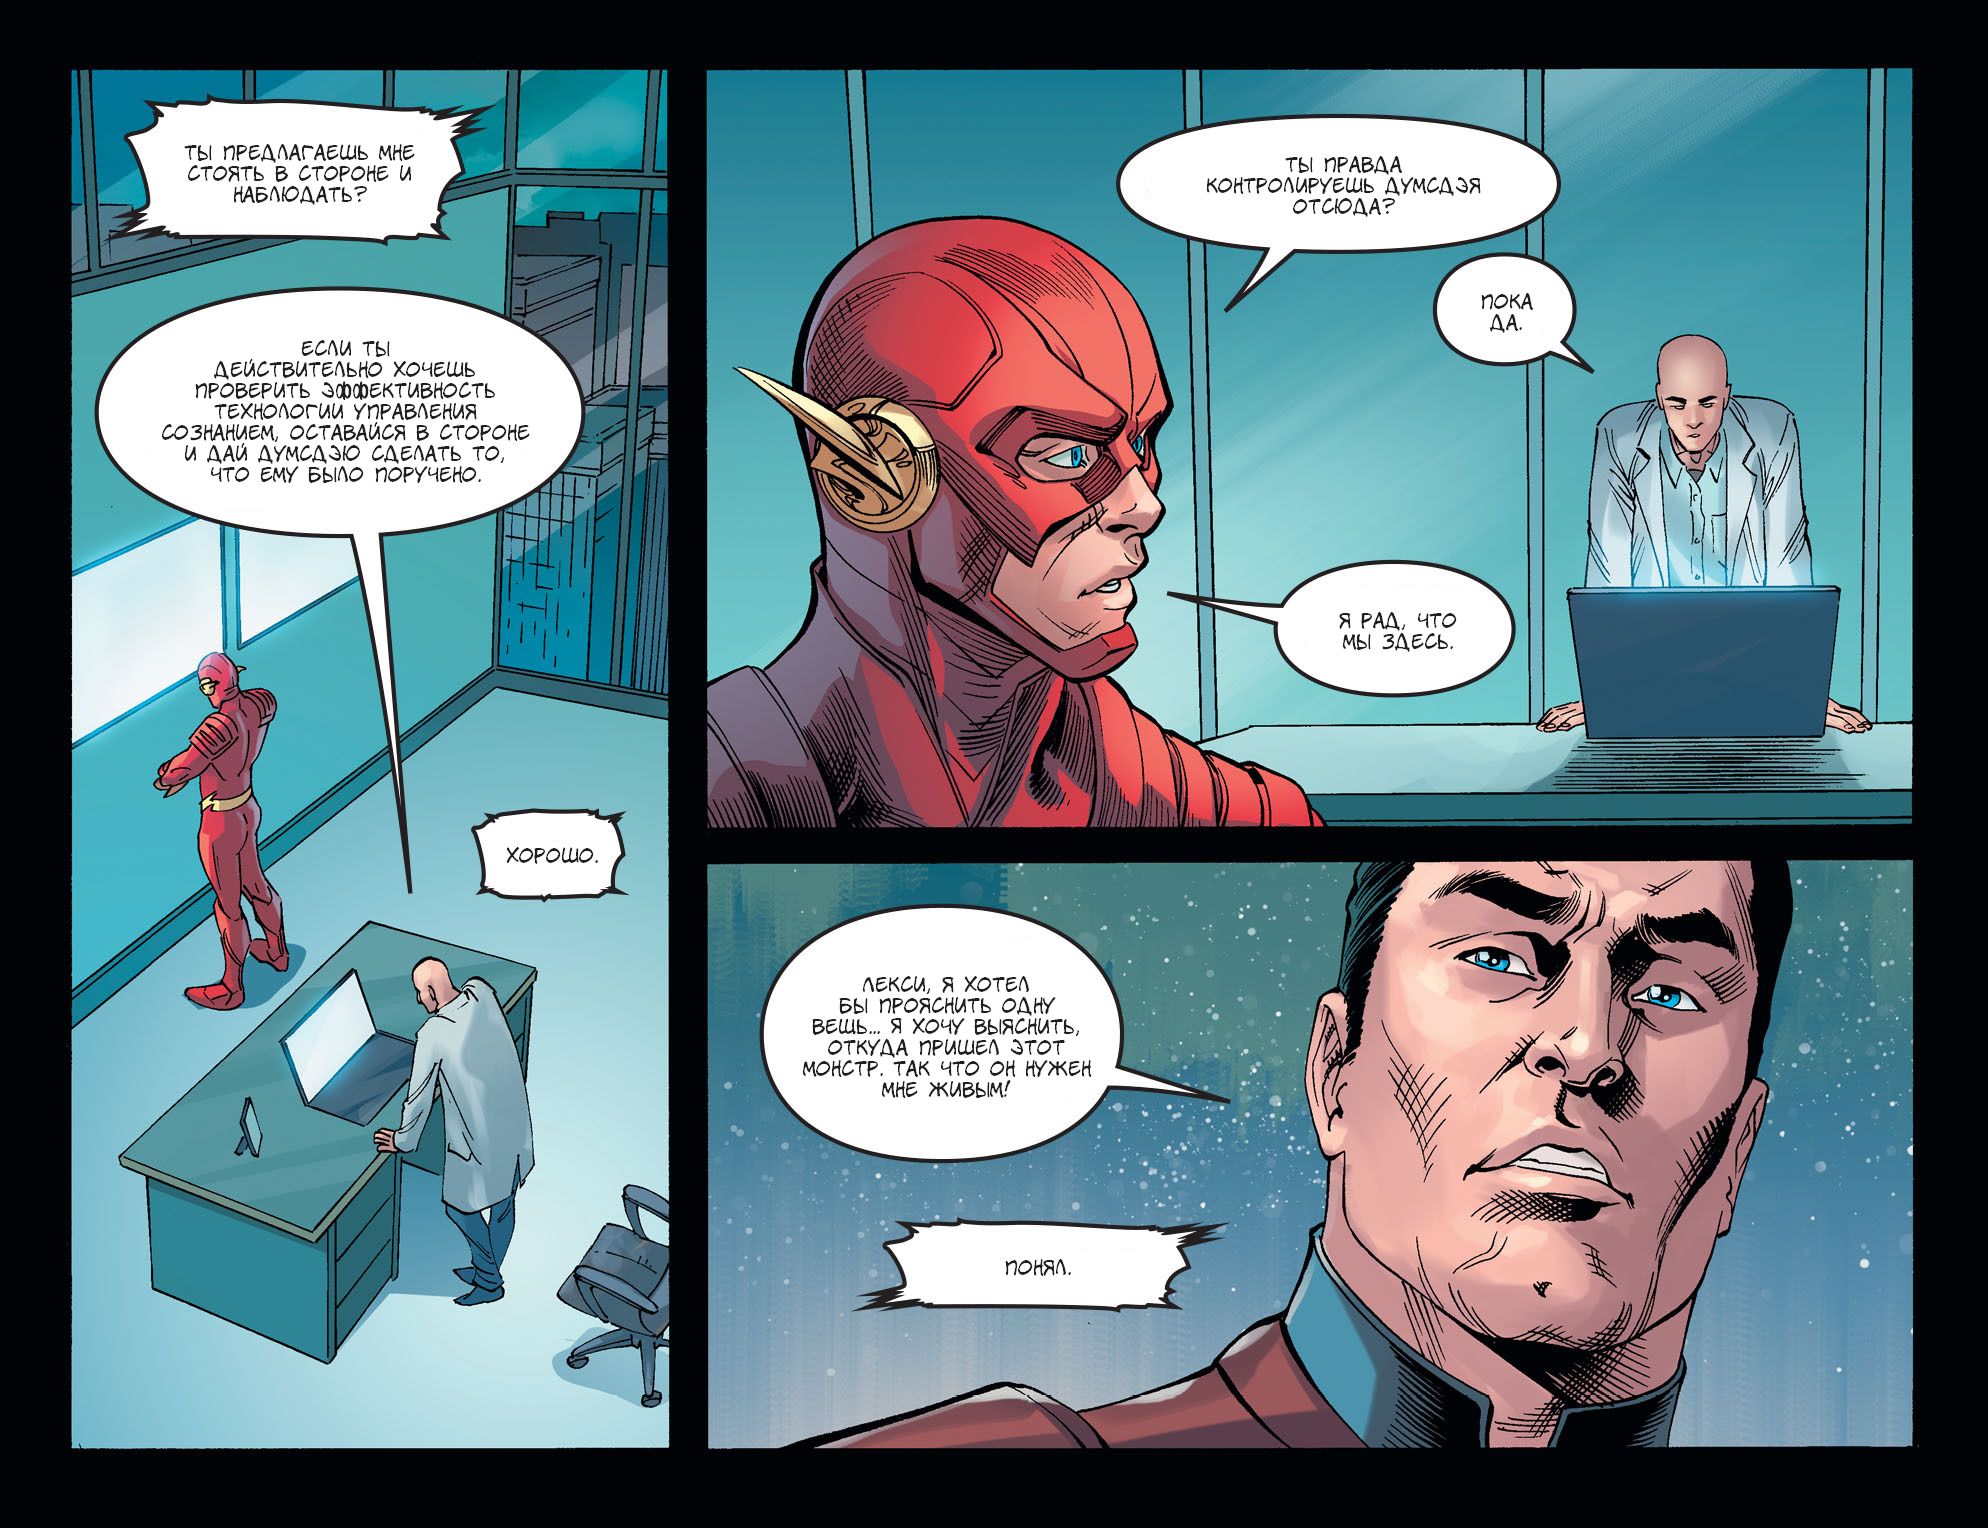 ТЫ ПРЕДЛАГАЕШЬ МНЕ
СТОЯТЬ В СТОРОНЕ И
НАБЛЮДАТЬ?
ЕСЛИ ТЫ
ДЕЙСТВИТЕЛЬНО ХОЧЕШЬ
ПРОВЕРИТЬ ЭФФЕКТИВНОСТЬ
ТЕХНОЛОГИИ УПРАВЛЕНИЯ
СОЗНАНИЕМ, ОСТАВАЙСЯ В СТОРОНЕ
И ДАЙ ДУМСДЭЮ СДЕЛАТЬ ТО,
ЧТО ЕМУ БЫЛО ПОРУЧЕНО.
ХОРОШО.
ТЫ ПРАВДА
КОНТРОЛИРУЕШЬ ДУМСДЭЯ
ОТСЮДА?
ПОКА
ДА.
Я РАД, ЧТО
МЫ ЗДЕСЬ.
ЛЕКСИ, Я ХОТЕЛ
БЫ ПРОЯСНИТЬ ОДНУ
ВЕЩЬ... Я ХОЧУ ВЫЯСНИТЬ,
ОТКУДА ПРИШЕЛ ЭТОТ
МОНСТР. ТАК ЧТО ОН НУЖЕН
МНЕ ЖИВЫМ!
ПОНЯЛ.